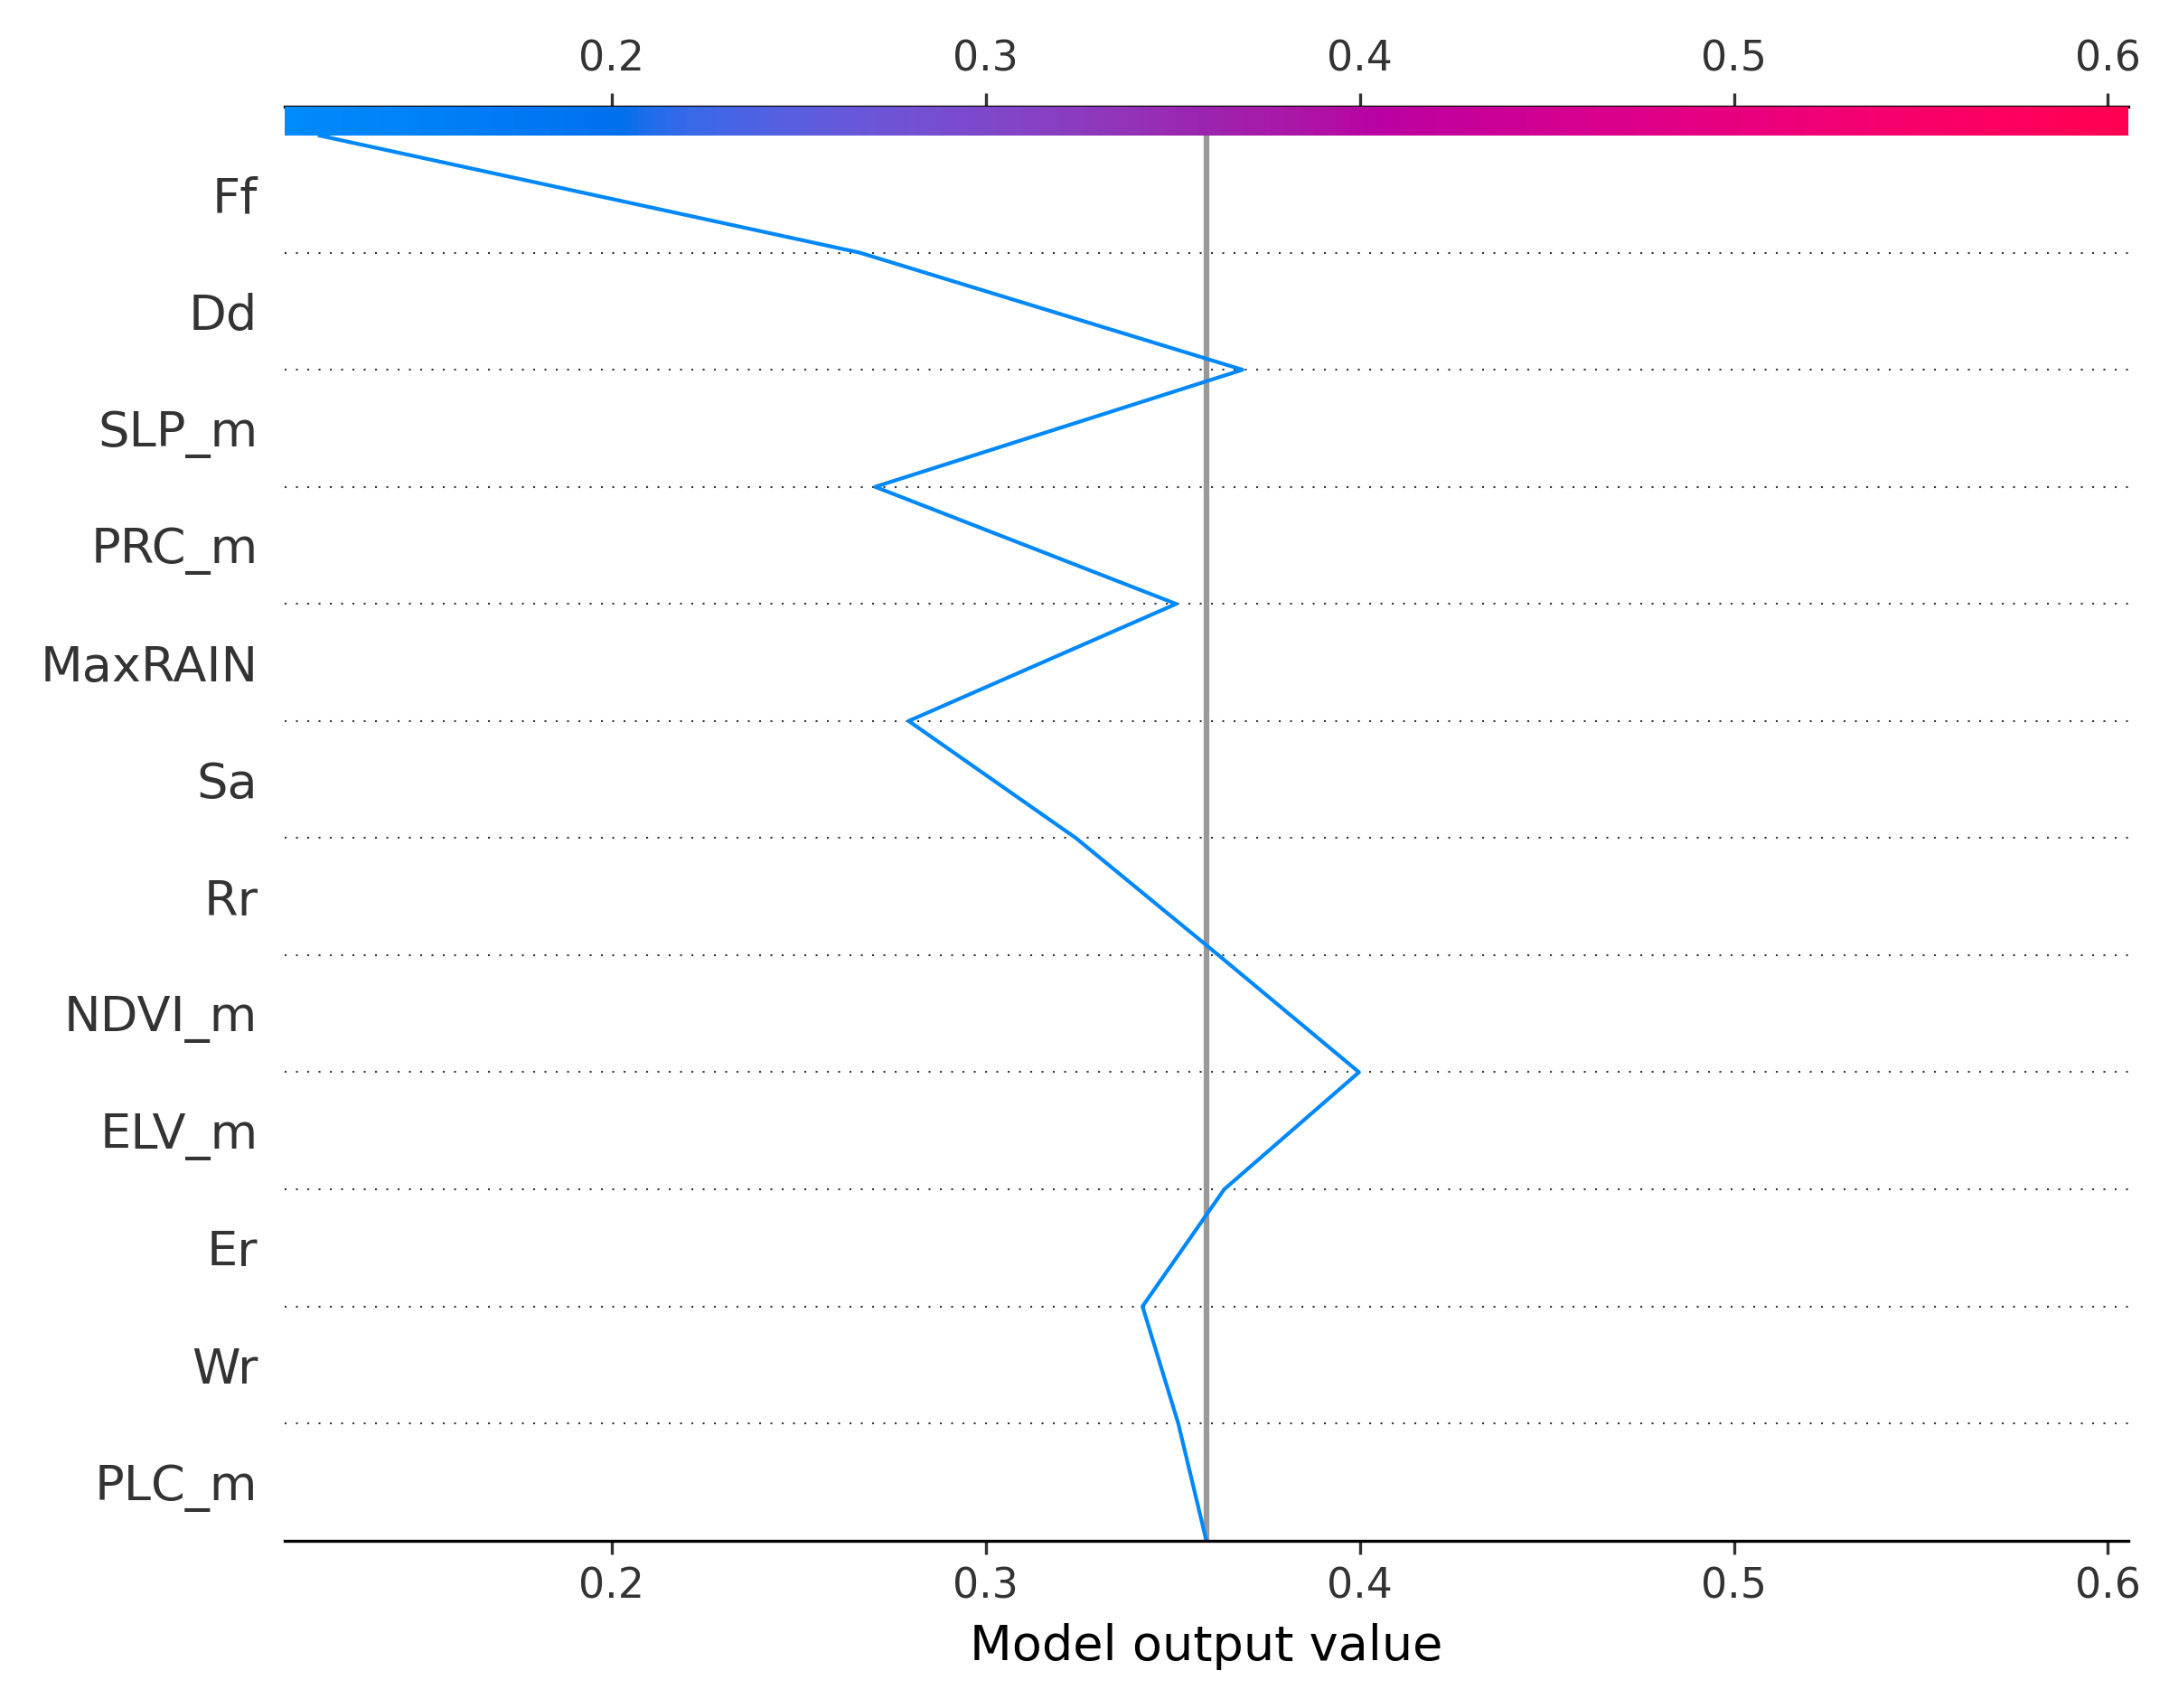 0.2 0.3 0.4 0.5 0.6
Ff
Dd
SLP_m
PRC_m
MaxRAIN
Sa
Rr
NDVI_m
ELV_m
Er
Wr
PLC_m
0.2 0.3 0.4 0.5 0.6
Model output value